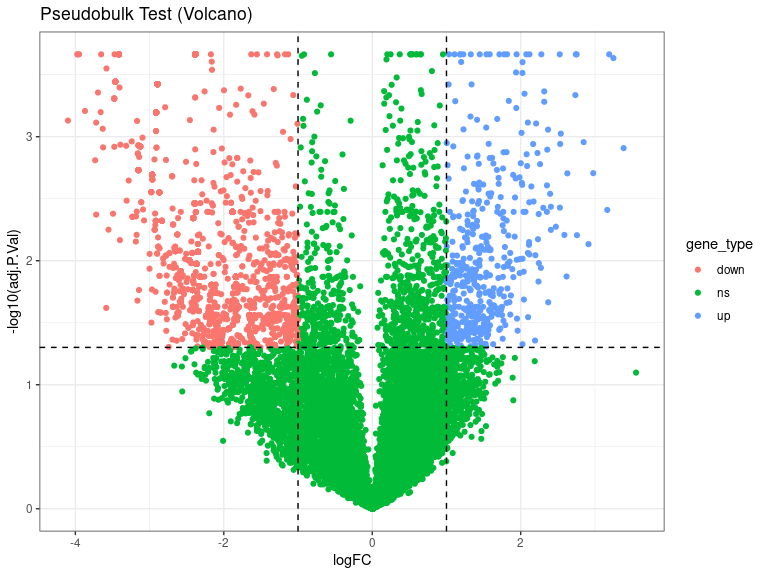 Pseudobulk Test (Volcano)
-log10(adj.P.Val)
3
2
1
0
-4
-2
0
2
logFC
gene_type
down
ns
up